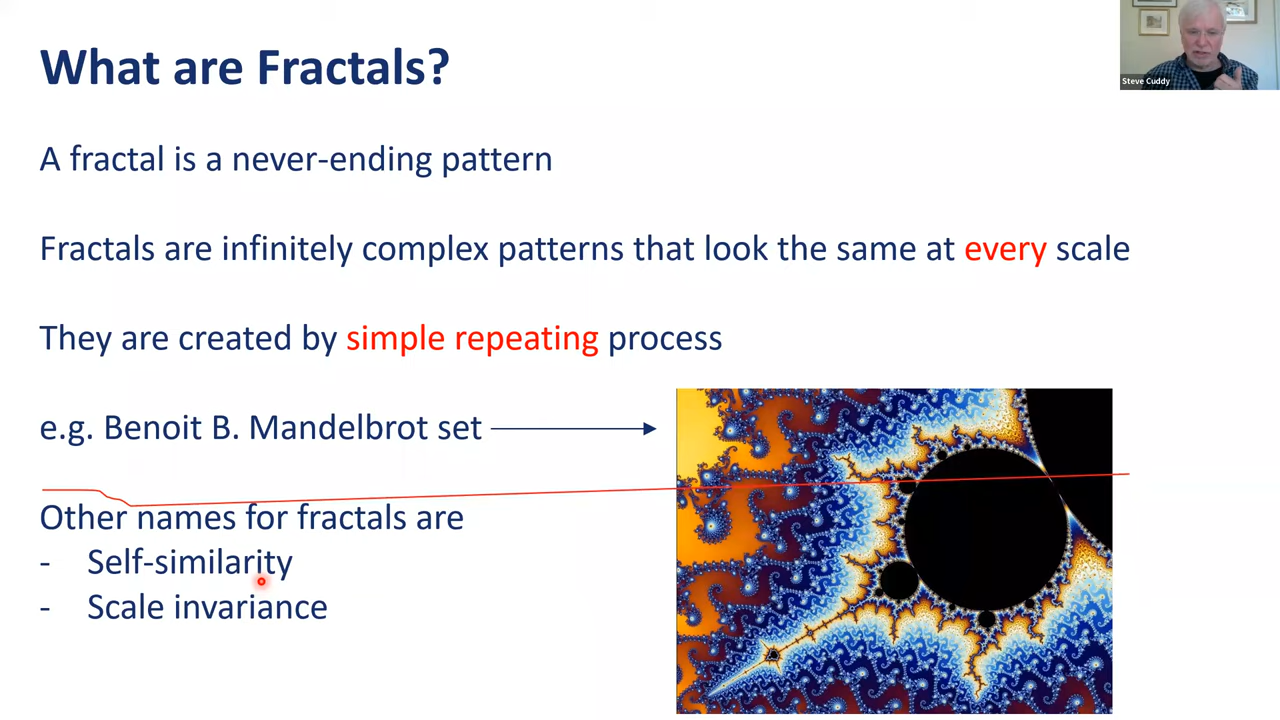 What are Fractals?
Steve Cuddy
A fractal is a never-ending pattern
Fractals are infinitely complex patterns that look the same at every scale
They are created by simple repeating process
e.g. Benoit B. Mandelbrot set
Other names for fractals are
- Self-similarity
- Scale invariance